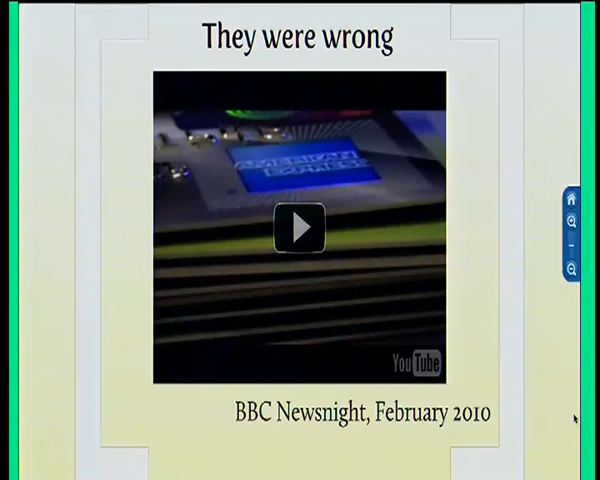 They were wrong
AMERICAN
EXPRESS
YouTube
BBC Newsnight, February 2010